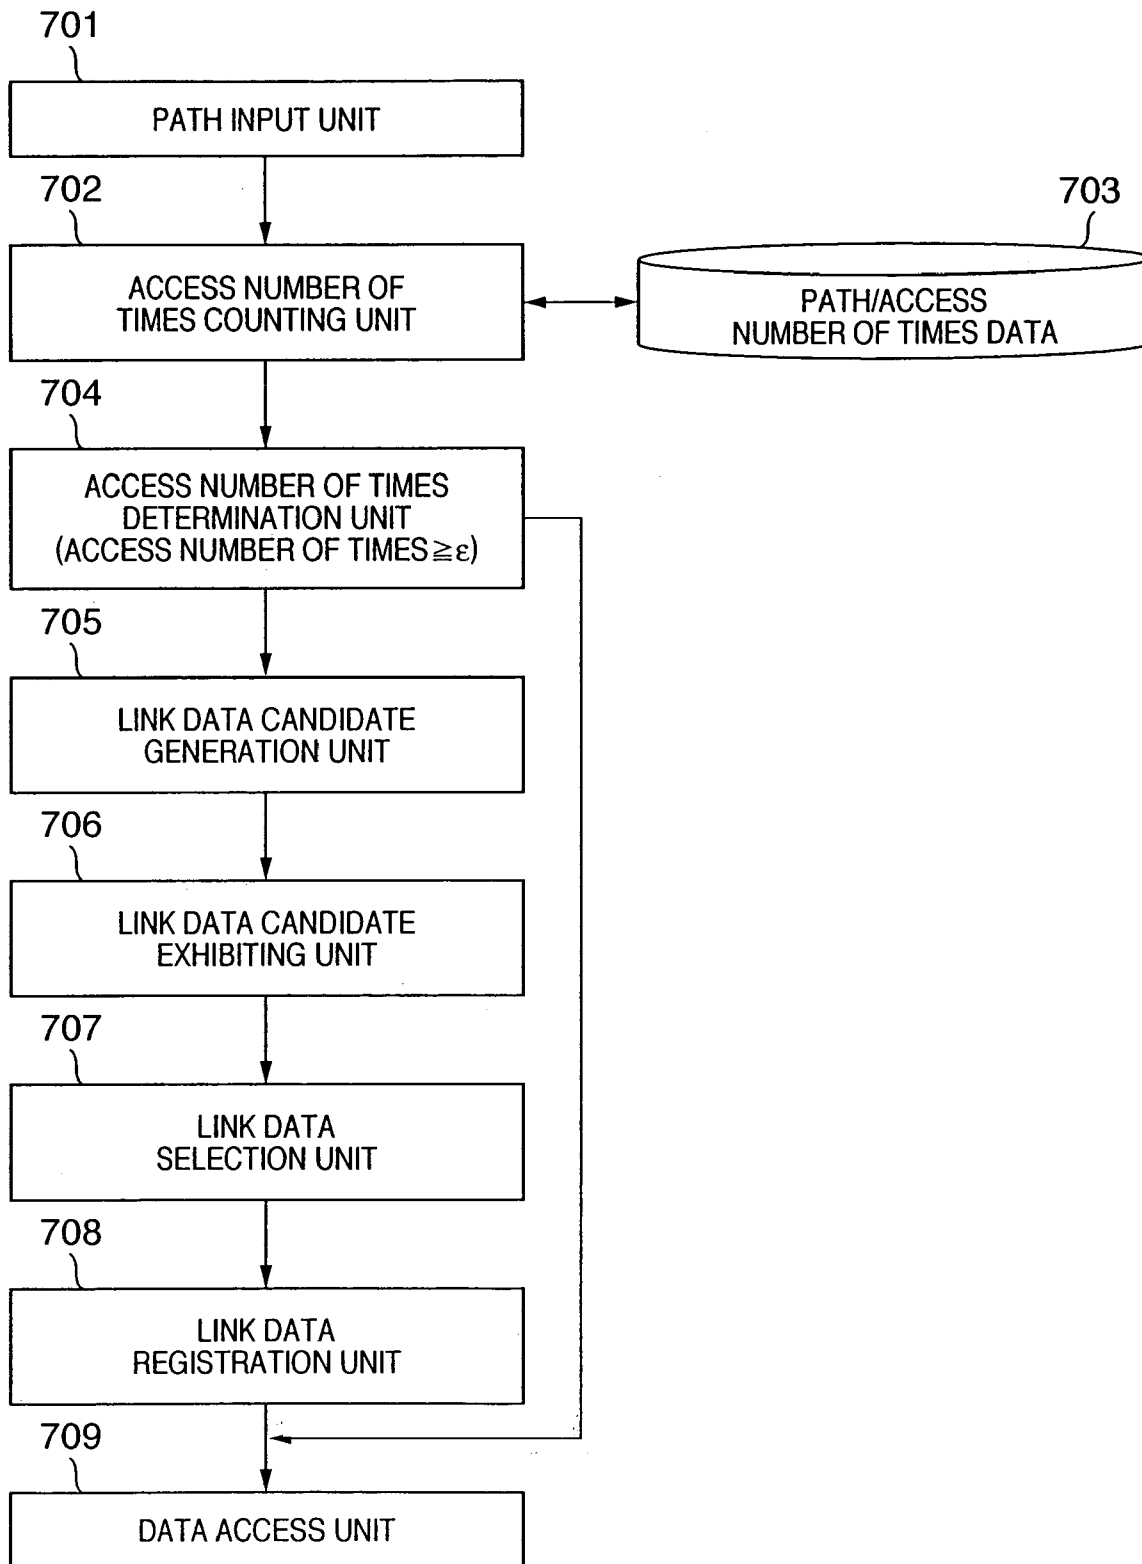 701
PATH INPUT UNIT
702
703
ACCESS NUMBER OF
TIMES COUNTING UNIT
PATH/ACCESS
NUMBER OF TIMES DATA
704
ACCESS NUMBER OF TIMES
DETERMINATION UNIT
(ACCESS NUMBER OF TIMES≧ε)
705
LINK DATA CANDIDATE
GENERATION UNIT
706
LINK DATA CANDIDATE
EXHIBITING UNIT
707
LINK DATA
SELECTION UNIT
708
LINK DATA
REGISTRATION UNIT
709
DATA ACCESS UNIT